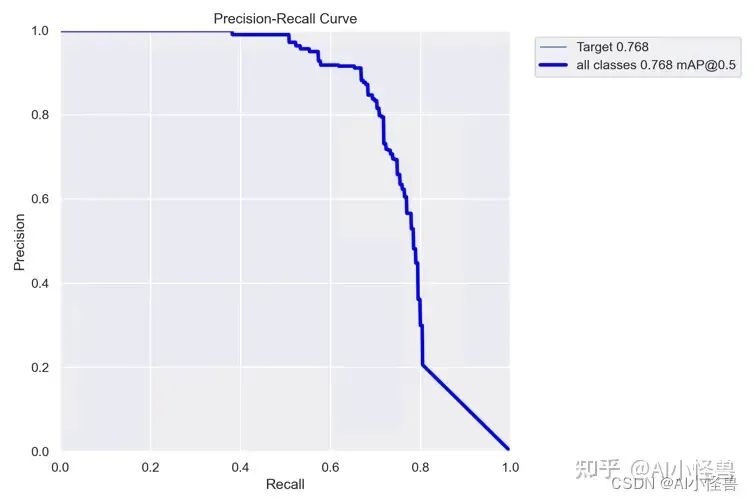 Precision-Recall Curve
1.0
0.8
0.6
0.4
0.2
0.0
Precision
0.0 0.2 0.4 0.6 0.8 1.0
Recall
Target 0.768
all classes 0.768 mAP@0.5
知乎 @AI小怪兽
CSDN @AI小怪兽